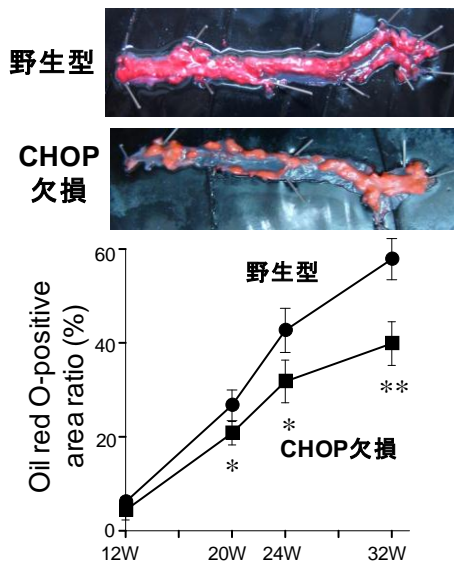 野生型
CHOP
欠損
Oil red O-positive
area ratio (%)
60
40
20
0
野生型
*
*
**
CHOP欠損
12W
20W
24W
32W